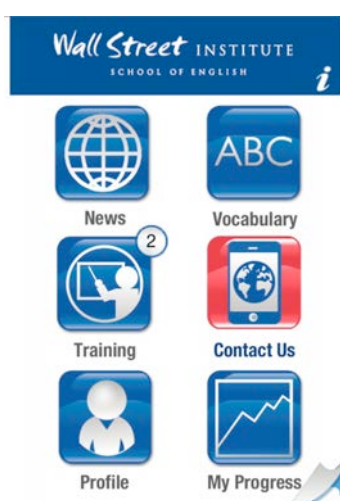 Wall Street INSTITUTE
SCHOOL OF ENGLISH
i
ABC
News Vocabulary
2
Training Contact Us
Profile My Progress